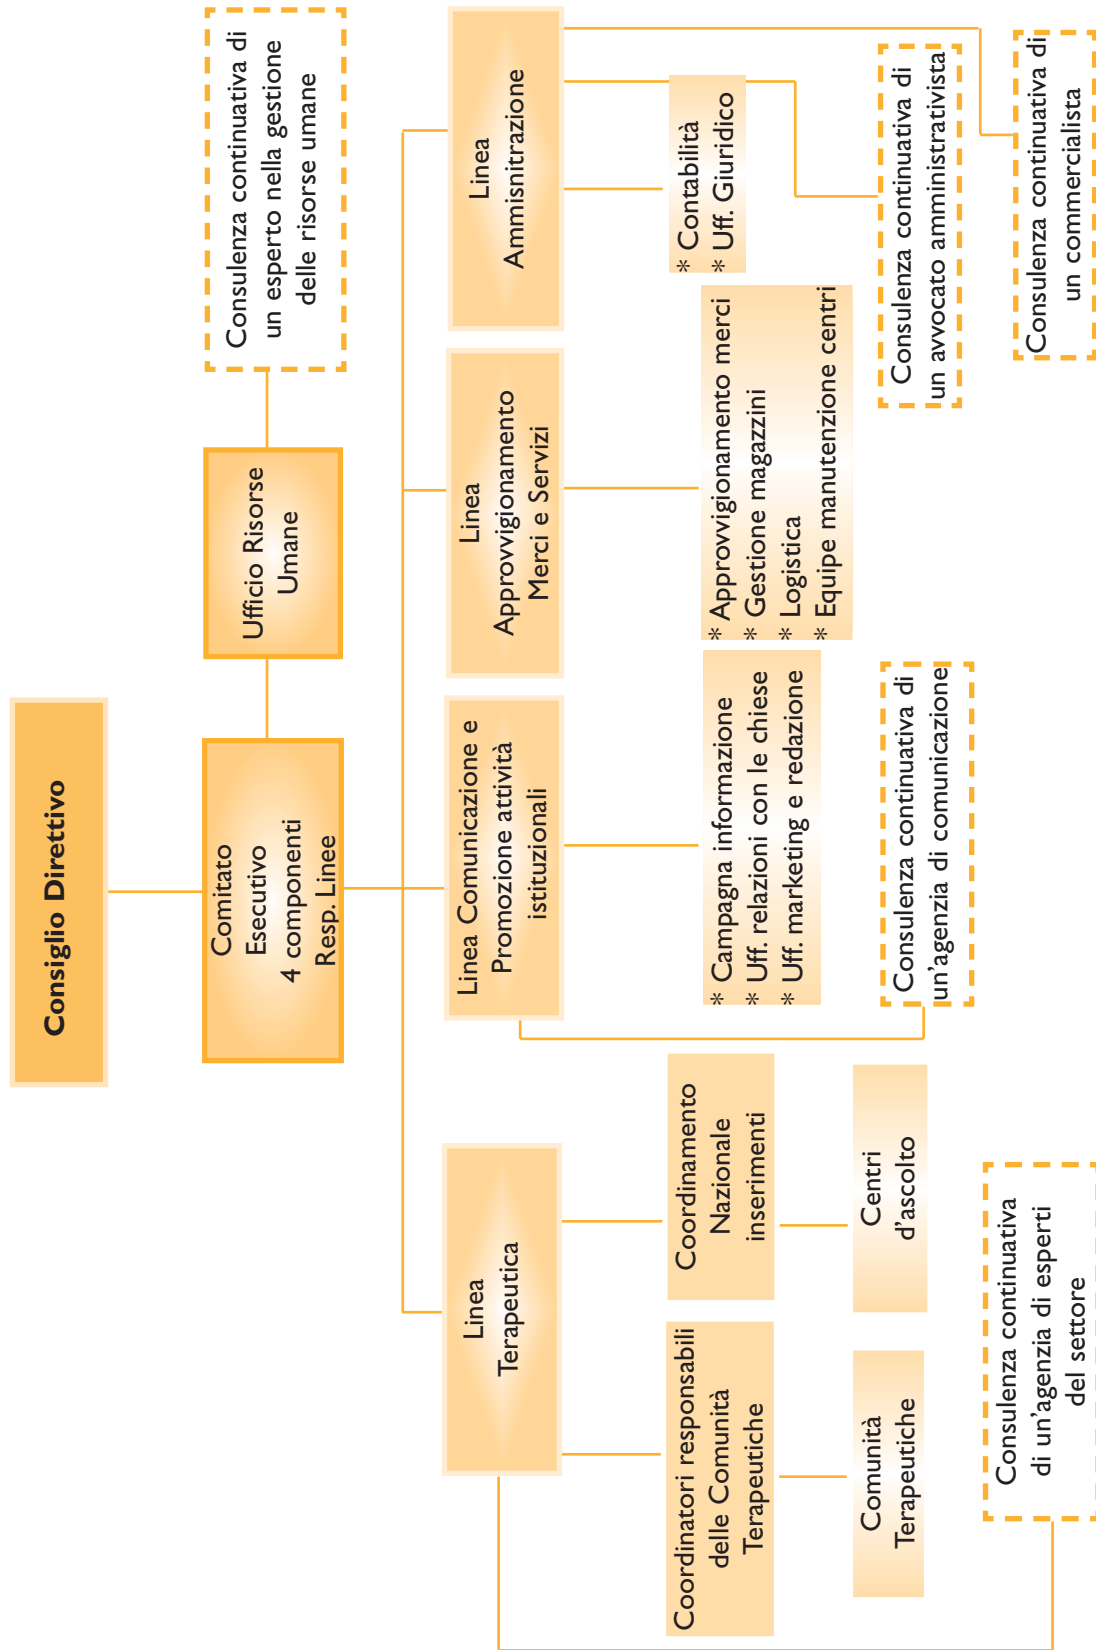 Consiglio Direttivo
Comitato
Esecutivo
4 componenti
Resp. Linee
Ufficio Risorse
Umane
Consulenza continuativa di
un esperto nella gestione
delle risorse umane
Linea
Terapeutica
Linea Comunicazione e
Promozione attività
istituzionali
Linea
Approvvigionamento
Merci e Servizi
Linea
Ammisnitrazione
Coordinatori responsabili
delle Comunità
Terapeutiche
Coordinamento
Nazionale
inserimenti
* Campagna informazione
* Uff. relazioni con le chiese
* Uff. marketing e redazione
* Approvvigionamento merci
* Gestione magazzini
* Logistica
* Equipe manutenzione centri
* Contabilità
* Uff. Giuridico
Comunità
Terapeutiche
Centri
d'ascolto
Consulenza continuativa di
un'agenzia di comunicazione
Consulenza continuativa di
un avvocato amministrativista
Consulenza continuativa
di un'agenzia di esperti
del settore
Consulenza continuativa di
un commercialista